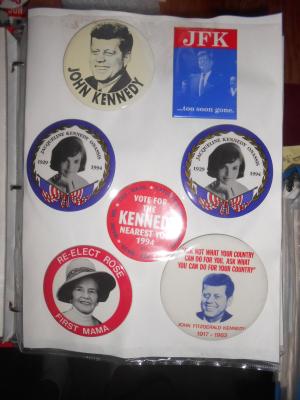 JOHN KENNEDY
JFK
...too soon gone.
JACQUELINE KENNEDY ONASSIS
1929 1994
JACQUELINE KENNEDY ONASSIS
1929 1994
VOTE FOR
THE
KENNEDY
NEAREST YOU
1994
RE-ELECT ROSE
FIRST MAMA
NOT WHAT YOUR COUNTRY
CAN DO FOR YOU, ASK WHAT
YOU CAN DO FOR YOUR COUNTRY"
JOHN FITZGERALD KENNEDY
1917 - 1963